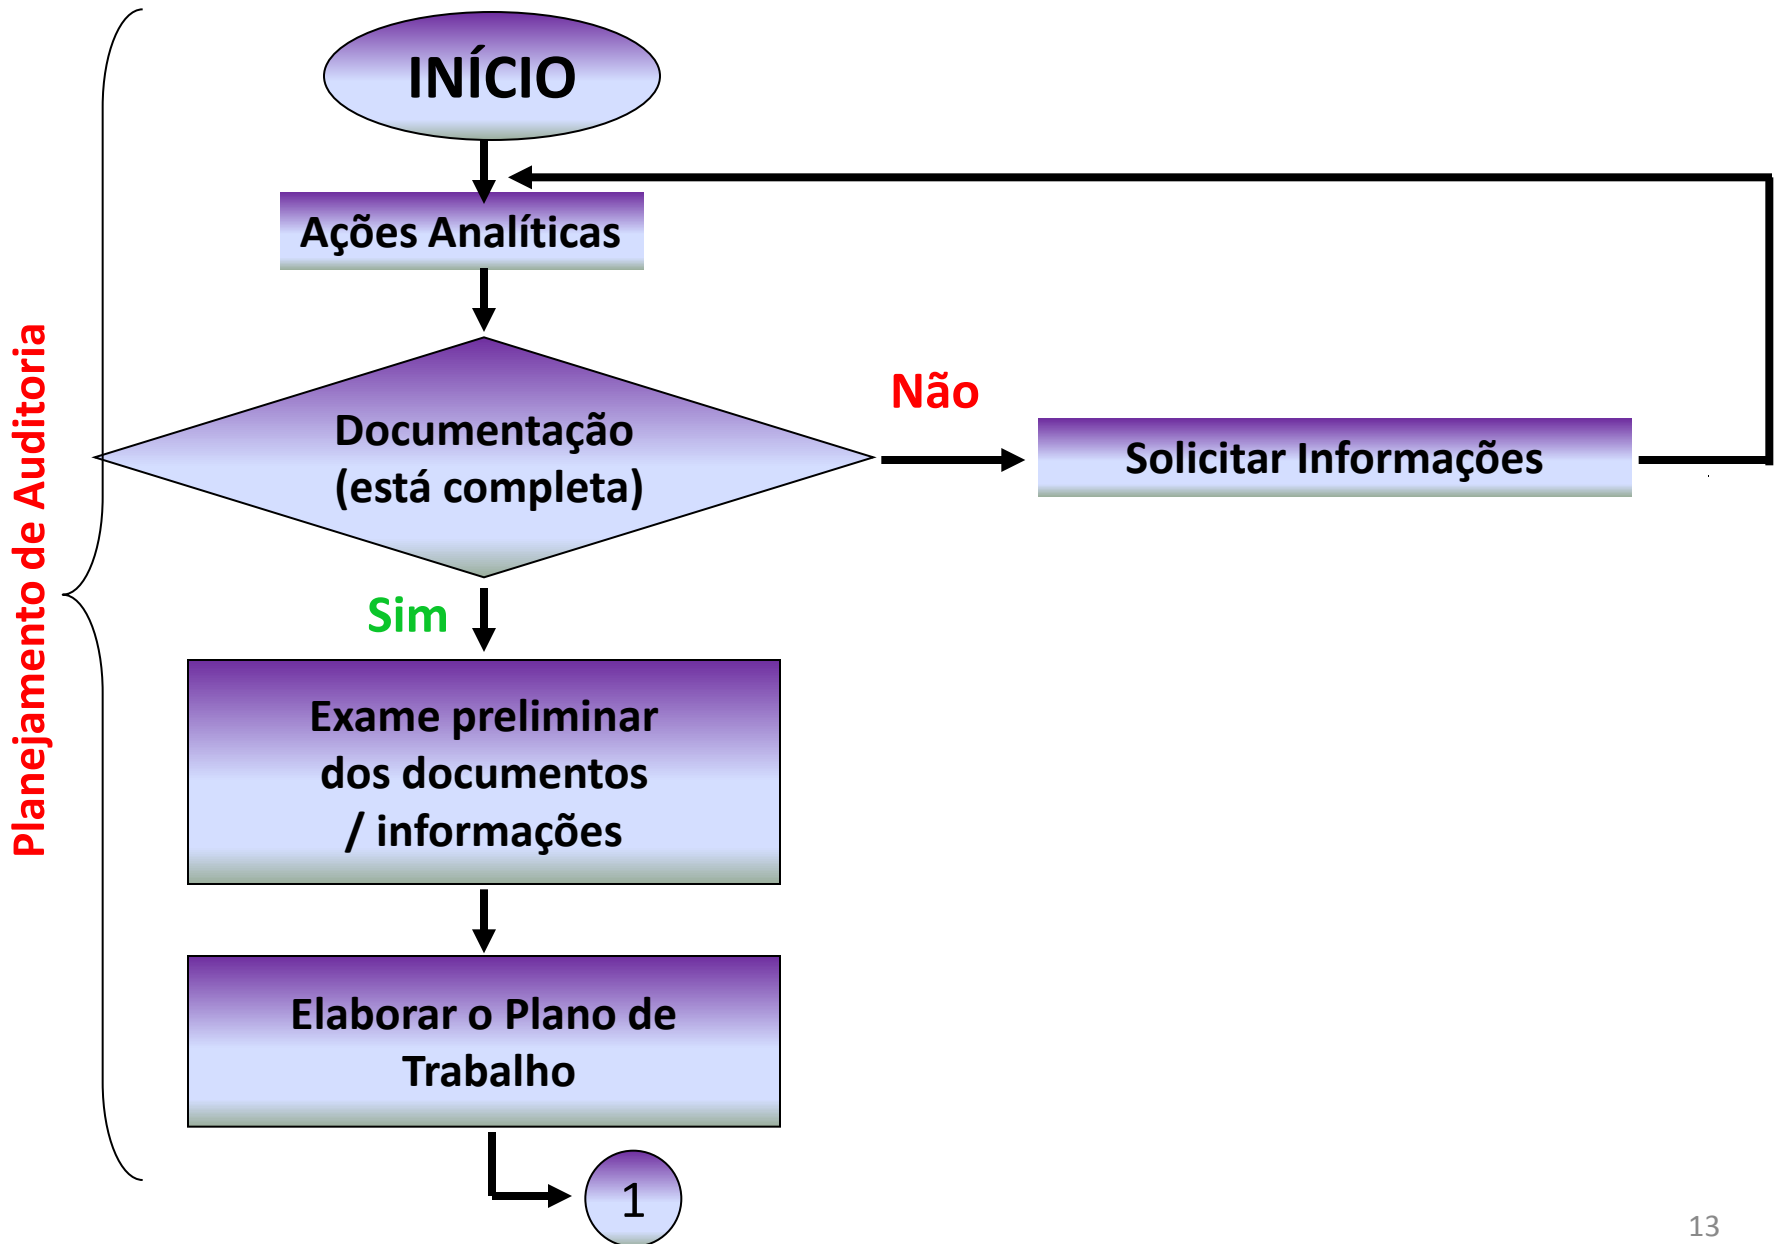 INÍCIO
Ações Analíticas
Planejamento de Auditoria
Documentação
(está completa)
Não
Solicitar Informações
Sim
Exame preliminar
dos documentos
/ informações
Elaborar o Plano de
Trabalho
1
13